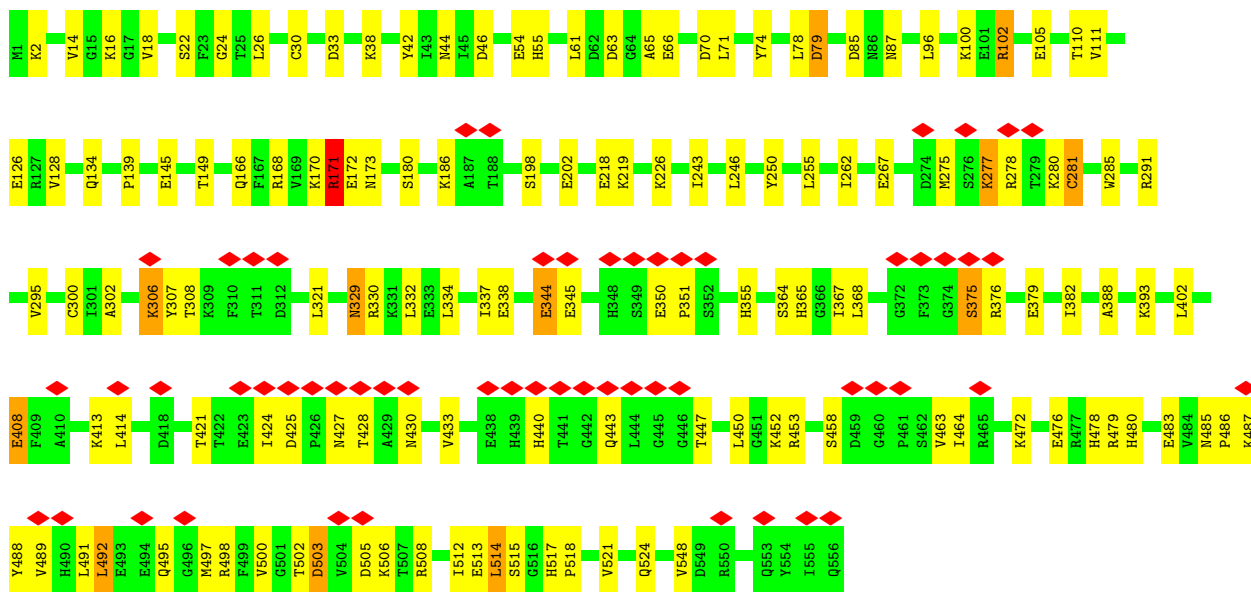 M1 K2 V14 G15 K16 G17 V18 S22 F23 G24 T25 L26 C30 D33 K38 Y42 I43 N44 I45 D46 E54 H55 L61 D62 D63 G64 A65 E66 D70 L71 Y74 L78 D79 D85 N86 N87 L96 K100 E101 R102 E105 T110 V111
E126 R127 V128 Q134 P139 E145 T149 Q166 F167 R168 V169 K170 R171 E172 N173 S180 K186 A187 T188 S198 E202 E218 K219 K226 I243 L246 Y250 L255 I262 E267 D274 M275 S276 K277 R278 T279 K280 C281 W285 R291
V295 C300 I301 A302 K306 Y307 T308 K309 F310 T311 D312 L321 N329 R330 K331 L332 E333 L334 I337 E338 E344 E345 H348 S349 E350 P351 S352 H355 S364 H365 G366 I367 L368 G372 F373 G374 S375 R376 E379 I382 A388 K393 L402
E408 F409 A410 K413 L414 D418 T421 T422 E423 I424 D425 P426 N427 T428 A429 N430 V433 E438 H439 H440 T441 G442 Q443 L444 G445 G446 T447 L450 G451 K452 R453 S458 D459 G460 P461 S462 V463 I464 R465 K472 E476 R477 H478 R479 H480 E483 V484 N485 P486 K487
Y488 V489 H490 L491 L492 E493 E494 Q495 G496 M497 R498 F499 V500 G501 T502 D503 V504 D505 K506 T507 R508 I512 E513 L514 S515 G516 H517 P518 V521 Q524 V548 D549 R550 Q553 Y554 I555 Q556